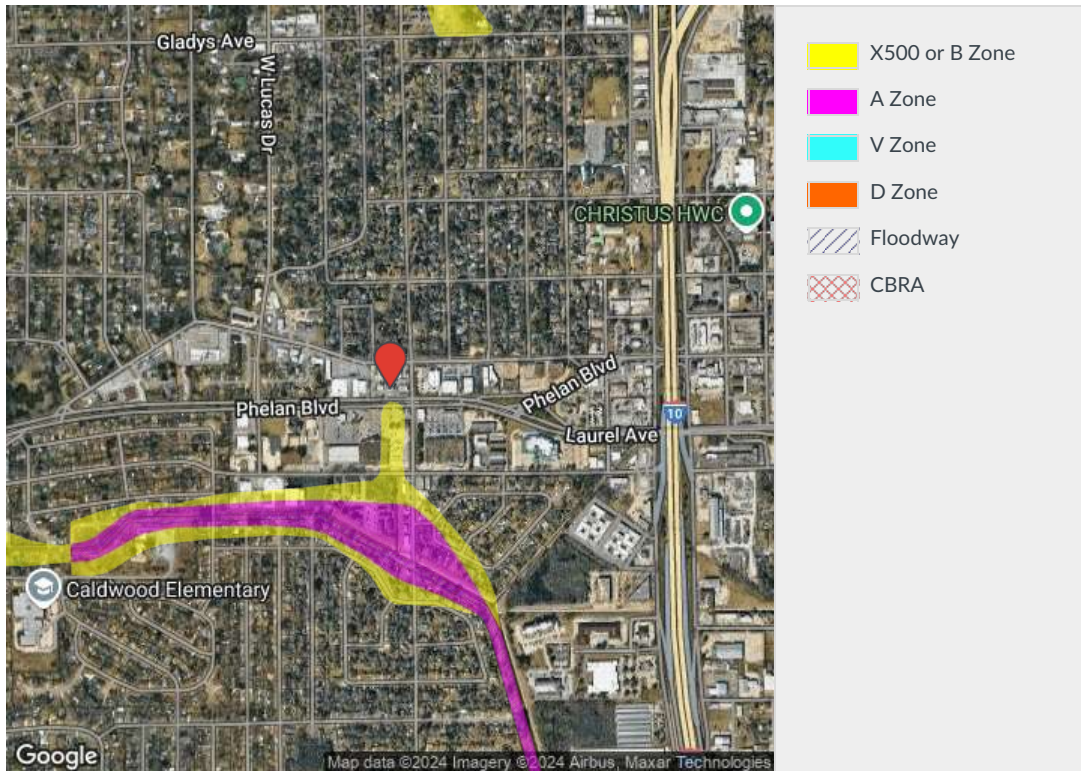 Gladys Ave
W Lucas Dr
CHRISTUS HWC
Phelan Blvd
Phelan Blvd
10
Laurel Ave
Caldwood Elementary
Google
Map data ©2024 Imagery ©2024 Airbus, Maxar Technologies
X500 or B Zone
A Zone
V Zone
D Zone
Floodway
CBRA